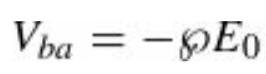 V_{ba} = -℘E_0